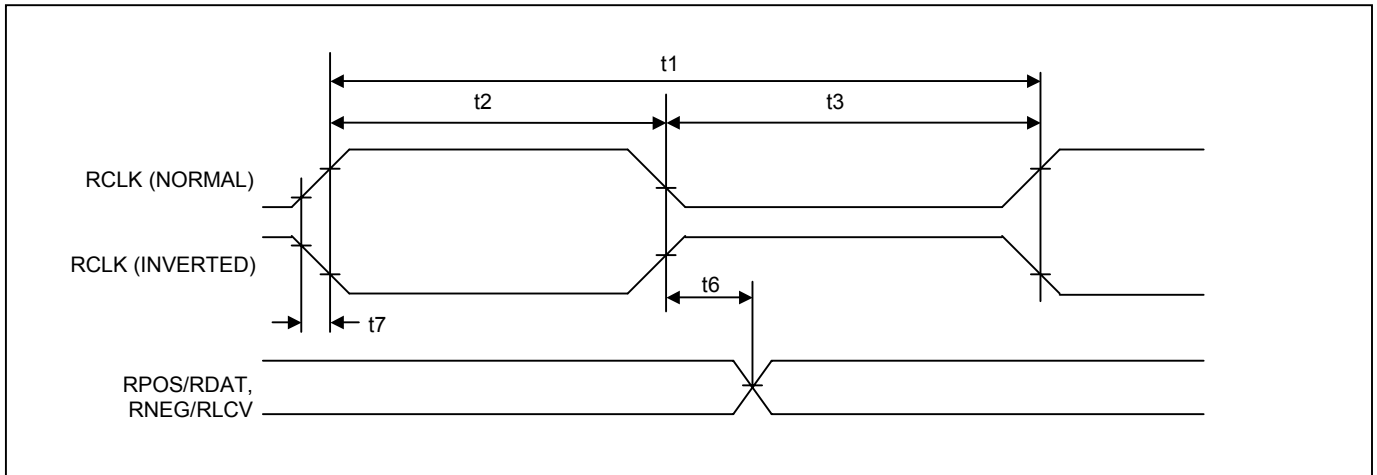 t1
t2
t3
RCLK (NORMAL)
RCLK (INVERTED)
t6
t7
RPOS/RDAT,
RNEG/RLCV